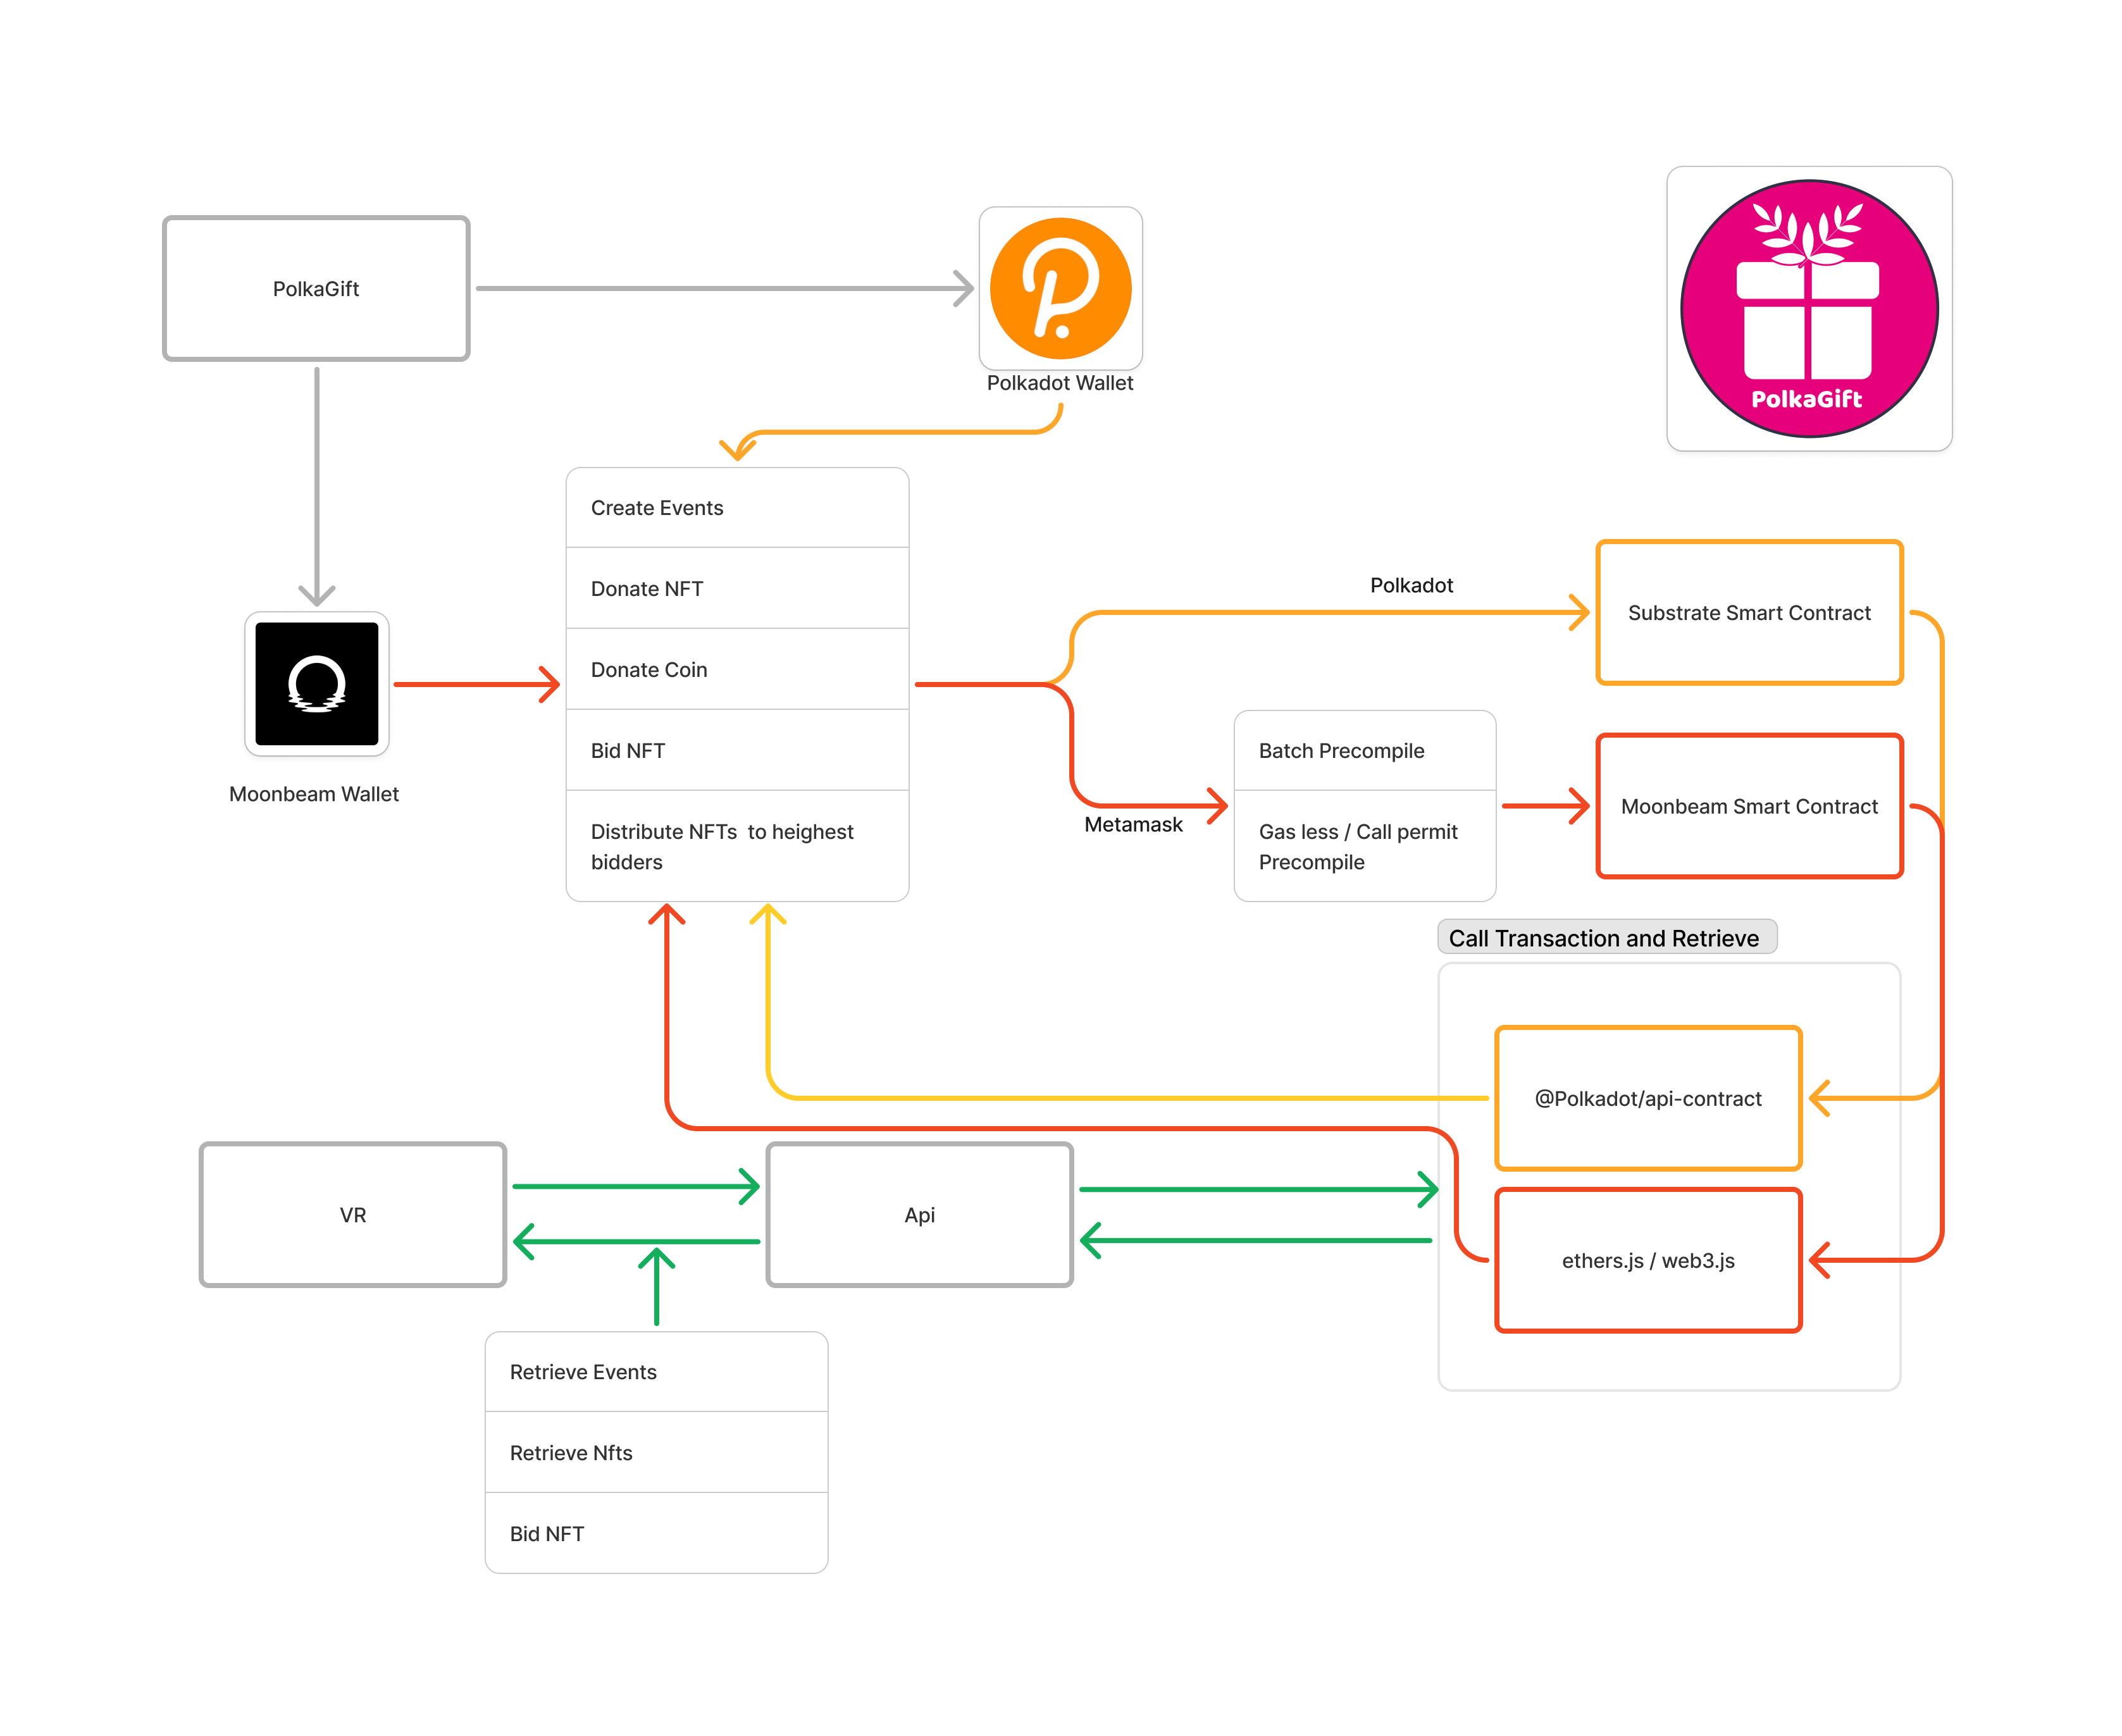 PolkaGift
Polkadot Wallet
PolkaGift
Create Events
Donate NFT
Donate Coin
Bid NFT
Distribute NFTs  to heighest
bidders
Moonbeam Wallet
Polkadot
Substrate Smart Contract
Metamask
Batch Precompile
Gas less / Call permit
Precompile
Moonbeam Smart Contract
Call Transaction and Retrieve
@Polkadot/api-contract
ethers.js / web3.js
VR
Api
Retrieve Events
Retrieve Nfts
Bid NFT